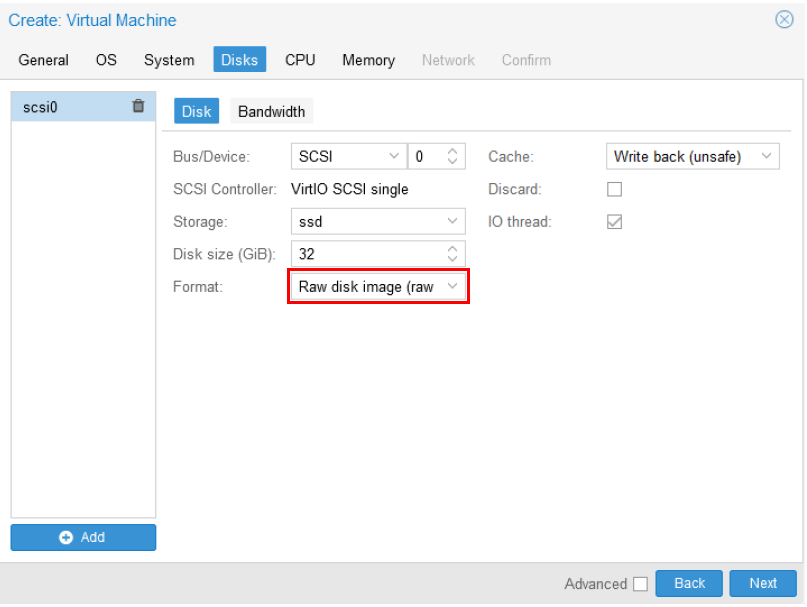 Create: Virtual Machine
General OS System Disks CPU Memory Network Confirm
scsi0
Disk Bandwidth
Bus/Device: SCSI 0 Cache: Write back (unsafe)
SCSI Controller: VirtIO SCSI single Discard:
Storage: ssd IO thread:
Disk size (GiB): 32
Format: Raw disk image (raw
Add
Advanced Back Next